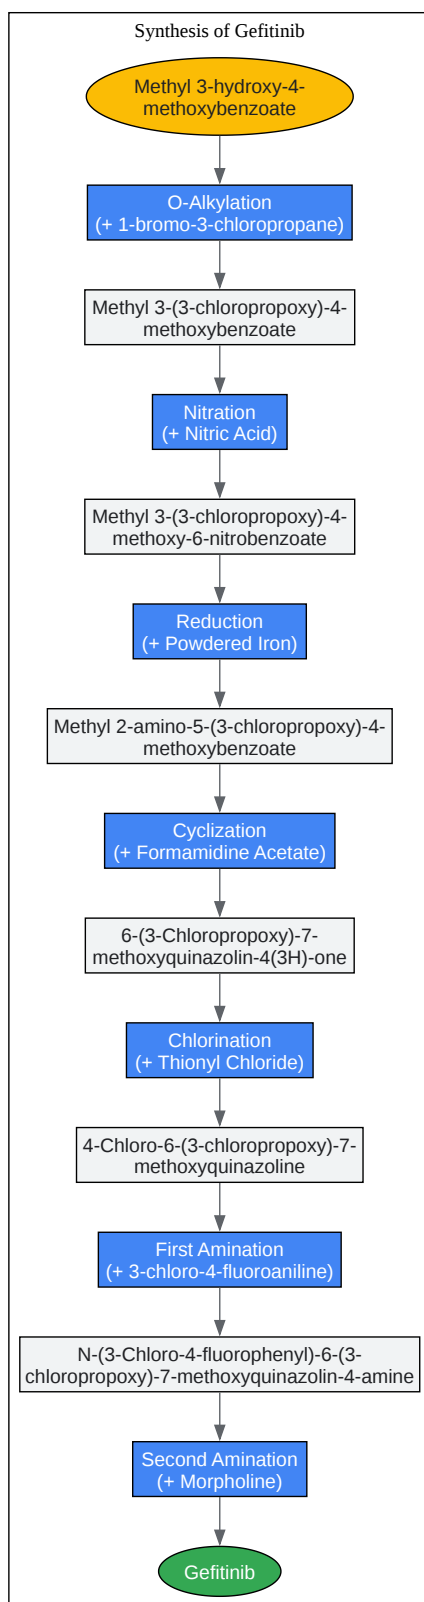 Synthesis of Gefitinib
Methyl 3-hydroxy-4-
methoxybenzoate
O-Alkylation
(+ 1-bromo-3-chloropropane)
Methyl 3-(3-chloropropoxy)-4-
methoxybenzoate
Nitration
(+ Nitric Acid)
Methyl 3-(3-chloropropoxy)-4-
methoxy-6-nitrobenzoate
Reduction
(+ Powdered Iron)
Methyl 2-amino-5-(3-chloropropoxy)-4-
methoxybenzoate
Cyclization
(+ Formamidine Acetate)
6-(3-Chloropropoxy)-7-
methoxyquinazolin-4(3H)-one
Chlorination
(+ Thionyl Chloride)
4-Chloro-6-(3-chloropropoxy)-7-
methoxyquinazoline
First Amination
(+ 3-chloro-4-fluoroaniline)
N-(3-Chloro-4-fluorophenyl)-6-(3-
chloropropoxy)-7-methoxyquinazolin-4-amine
Second Amination
(+ Morpholine)
Gefitinib